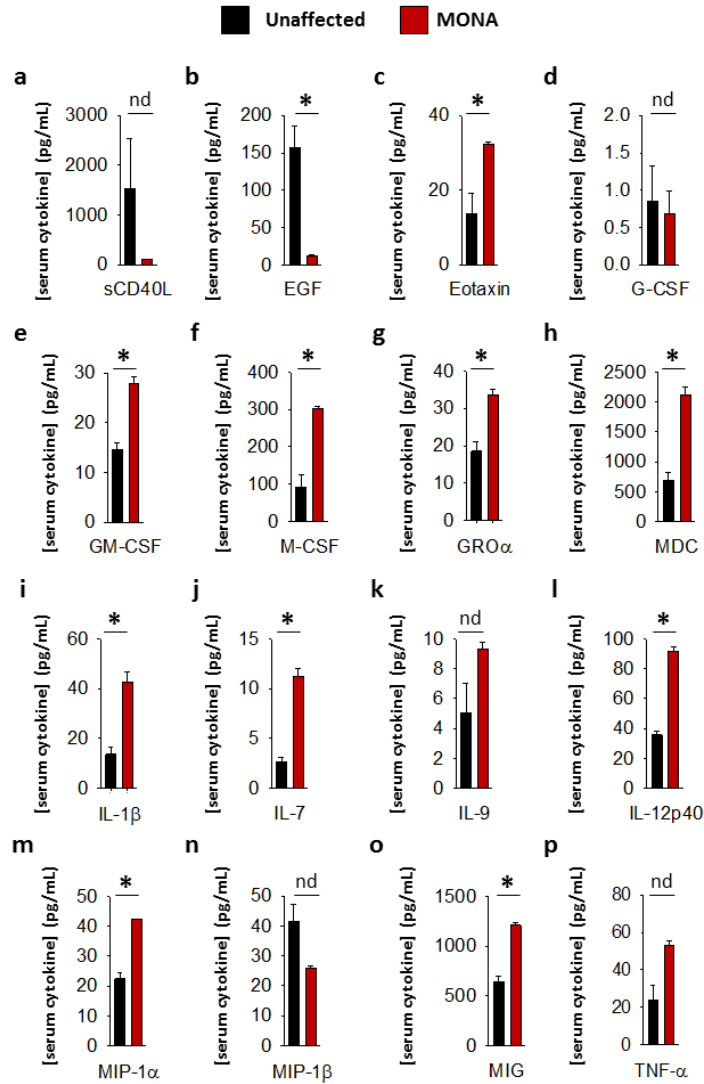 Unaffected MONA
a b c d
nd * * nd
[serum cytokine] (pg/mL) [serum cytokine] (pg/mL) [serum cytokine] (pg/mL) [serum cytokine] (pg/mL)
3000 200 40 2.0
2000 150 1.5
100 20 1.0
1000 50 0.5
0 0 0 0.0
sCD40L EGF Eotaxin G-CSF
e f g h
* * * *
[serum cytokine] (pg/mL) [serum cytokine] (pg/mL) [serum cytokine] (pg/mL) [serum cytokine] (pg/mL)
30 400 40 2500
20 300 30 2000
200 20 1500
10 100 10 1000
500
0 0 0 0
GM-CSF M-CSF GROα MDC
i j k l
* * nd *
[serum cytokine] (pg/mL) [serum cytokine] (pg/mL) [serum cytokine] (pg/mL) [serum cytokine] (pg/mL)
60 15 10 100
40 10 8 80
6 60
20 5 4 40
2 20
0 0 0 0
IL-1β IL-7 IL-9 IL-12p40
m n o p
* nd * nd
[serum cytokine] (pg/mL) [serum cytokine] (pg/mL) [serum cytokine] (pg/mL) [serum cytokine] (pg/mL)
50 50 1500 80
40 40 60
30 30 1000 40
20 20 500
10 10 20
0 0 0 0
MIP-1α MIP-1β MIG TNF-α